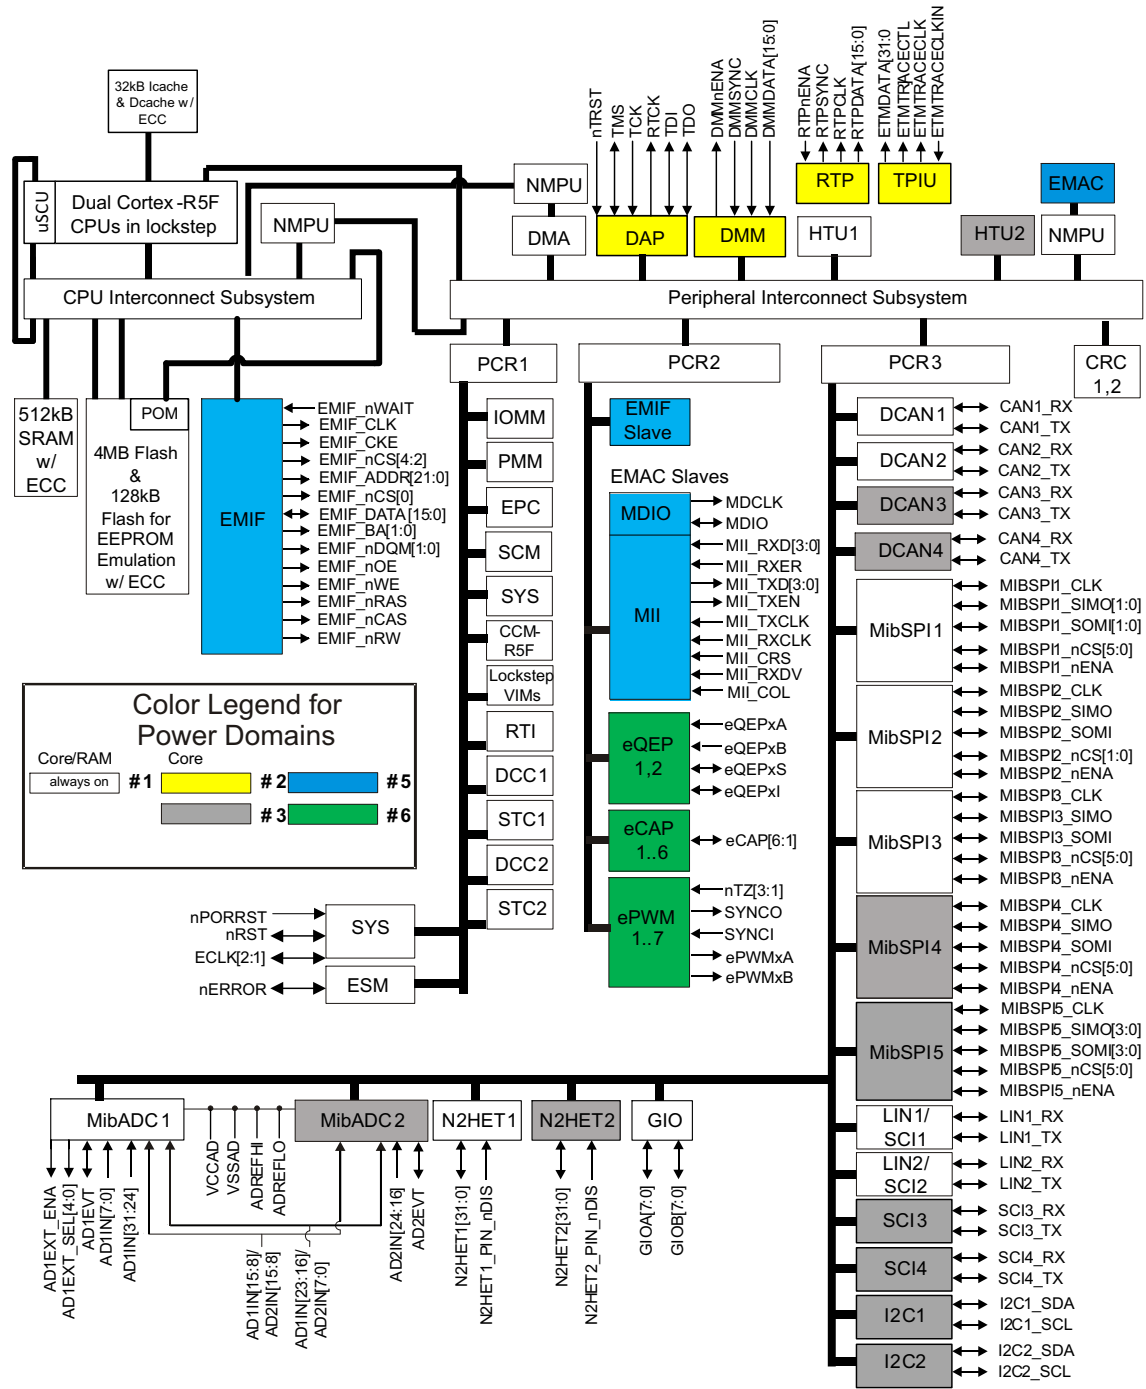 32kB Icache
& Dcache w/
ECC
uSCU
Dual Cortex -R5F
CPUs in lockstep
NMPU
NMPU
DMA
nTRST
TMS
TCK
RTCK
TDI
TDO
DAP
DMMnENA
DMMSYNC
DMMCLK
DMMDATA[15:0]
DMM
RTPnENA
RTPSYNC
RTPCLK
RTPDATA[15:0]
RTP
ETMDATA[31:0
ETMTRACECTL
ETMTRACECLK
ETMTRACECLKIN
TPIU
HTU1
HTU2
EMAC
NMPU
CPU Interconnect Subsystem
Peripheral Interconnect Subsystem
PCR1
PCR2
PCR3
CRC
1,2
512kB
SRAM
w/
ECC
POM
4MB Flash
&
128kB
Flash for
EEPROM
Emulation
w/ ECC
EMIF
EMIF_nWAIT
EMIF_CLK
EMIF_CKE
EMIF_nCS[4:2]
EMIF_ADDR[21:0]
EMIF_nCS[0]
EMIF_DATA[15:0]
EMIF_BA[1:0]
EMIF_nDQM[1:0]
EMIF_nOE
EMIF_nWE
EMIF_nRAS
EMIF_nCAS
EMIF_nRW
IOMM
PMM
EPC
SCM
SYS
CCM-
R5F
Lockstep
VIMs
RTI
DCC1
STC1
DCC2
STC2
EMIF
Slave
EMAC Slaves
MDIO
MDCLK
MDIO
MII
MII_RXD[3:0]
MII_RXER
MII_TXD[3:0]
MII_TXEN
MII_TXCLK
MII_RXCLK
MII_CRS
MII_RXDV
MII_COL
eQEP
1,2
eQEPxA
eQEPxB
eQEPxS
eQEPxI
eCAP
1..6
eCAP[6:1]
ePWM
1..7
nTZ[3:1]
SYNCO
SYNCI
ePWMxA
ePWMxB
DCAN1
CAN1_RX
CAN1_TX
DCAN2
CAN2_RX
CAN2_TX
DCAN3
CAN3_RX
CAN3_TX
DCAN4
CAN4_RX
CAN4_TX
MibSPI1
MIBSPI1_CLK
MIBSPI1_SIMO[1:0]
MIBSPI1_SOMI[1:0]
MIBSPI1_nCS[5:0]
MIBSPI1_nENA
MibSPI2
MIBSPI2_CLK
MIBSPI2_SIMO
MIBSPI2_SOMI
MIBSPI2_nCS[1:0]
MIBSPI2_nENA
MibSPI3
MIBSPI3_CLK
MIBSPI3_SIMO
MIBSPI3_SOMI
MIBSPI3_nCS[5:0]
MIBSPI3_nENA
MibSPI4
MIBSPI4_CLK
MIBSPI4_SIMO
MIBSPI4_SOMI
MIBSPI4_nCS[5:0]
MIBSPI4_nENA
MibSPI5
MIBSPI5_CLK
MIBSPI5_SIMO[3:0]
MIBSPI5_SOMI[3:0]
MIBSPI5_nCS[5:0]
MIBSPI5_nENA
LIN1/
SCI1
LIN1_RX
LIN1_TX
LIN2/
SCI2
LIN2_RX
LIN2_TX
SCI3
SCI3_RX
SCI3_TX
SCI4
SCI4_RX
SCI4_TX
I2C1
I2C1_SDA
I2C1_SCL
I2C2
I2C2_SDA
I2C2_SCL
Color Legend for
Power Domains
Core/RAM
Core
always on
#1
#2
#5
#3
#6
nPORRST
nRST
ECLK[2:1]
SYS
nERROR
ESM
MibADC1
MibADC2
N2HET1
N2HET2
GIO
VCCAD
VSSAD
ADREFHI
ADREFLO
AD1EXT_ENA
AD1EXT_SEL[4:0]
AD1EVT
AD1IN[7:0]
AD1IN[31:24]
AD1IN[15:8]/
AD2IN[15:8]
AD1IN[23:16]/
AD2IN[7:0]
AD2IN[24:16]
AD2EVT
N2HET1[31:0]
N2HET1_PIN_nDIS
N2HET2[31:0]
N2HET2_PIN_nDIS
GIOA[7:0]
GIOB[7:0]